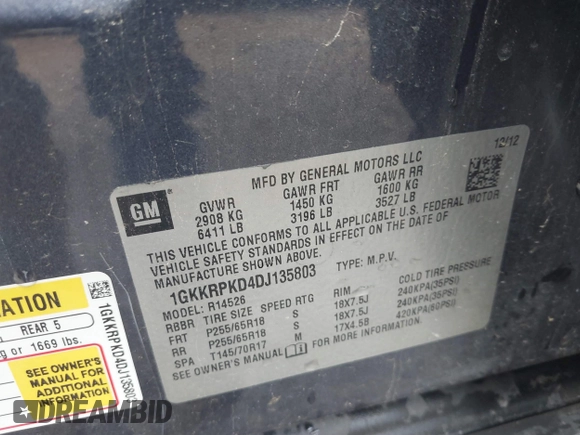 12/12
MFD BY GENERAL MOTORS LLC
GM
GVWR GAWR FRT GAWR RR
2908 KG 1450 KG 1600 KG
6411 LB 3196 LB 3527 LB
THIS VEHICLE CONFORMS TO ALL APPLICABLE U.S. FEDERAL MOTOR
VEHICLE SAFETY STANDARDS IN EFFECT ON THE DATE OF
MANUFACTURE SHOWN ABOVE.
1GKKRPKD4DJ135803 TYPE: M.P.V.
MODEL: R14526
RBBR TIRE SIZE SPEED RTG RIM COLD TIRE PRESSURE
FRT P255/65R18 S 18X7.5J 240KPA(35PSI)
RR P255/65R18 S 18X7.5J 240KPA(35PSI)
SPA T145/70R17 M 17X4.5B 420KPA(60PSI)
SEE OWNER'S MANUAL FOR MORE INFORMATION.
REAR 5
kg or 1669 lbs.
SEE OWNER'S
MANUAL FOR
ADDITIONAL
INFORMATION
1GKKRPKD4DJ135803
DREAMBID